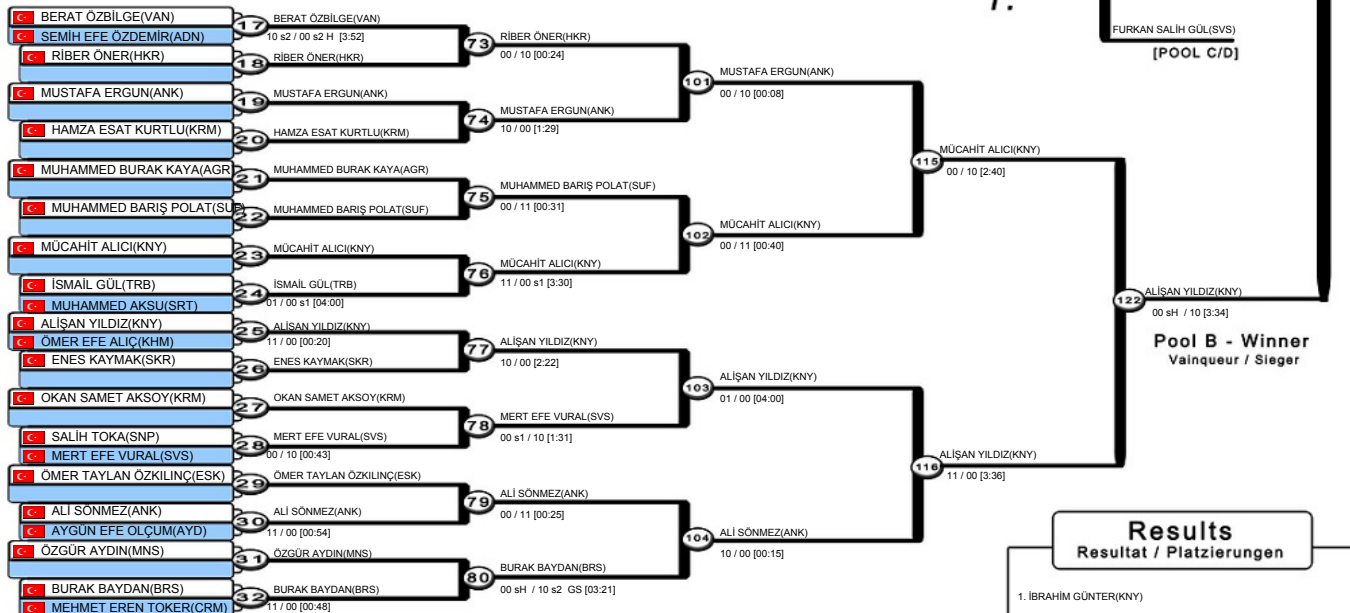 BERAT ÖZBİLGE(VAN)
SEMİH EFE ÖZDEMİR(ADN)
17
BERAT ÖZBİLGE(VAN)
10 s2 / 00 s2 H [3:52]
RİBER ÖNER(HKR)
18
RİBER ÖNER(HKR)
73
RİBER ÖNER(HKR)
00 / 10 [00:24]
MUSTAFA ERGUN(ANK)
19
MUSTAFA ERGUN(ANK)
HAMZA ESAT KURTLU(KRM)
20
HAMZA ESAT KURTLU(KRM)
74
MUSTAFA ERGUN(ANK)
10 / 00 [1:29]
101
MUSTAFA ERGUN(ANK)
00 / 10 [00:08]
MUHAMMED BURAK KAYA(AGR
21
MUHAMMED BURAK KAYA(AGR)
MUHAMMED BARIŞ POLAT(SUF)
22
MUHAMMED BARIŞ POLAT(SUF)
75
MUHAMMED BARIŞ POLAT(SUF)
00 / 11 [00:31]
MÜCAHİT ALICI(KNY)
23
MÜCAHİT ALICI(KNY)
İSMAİL GÜL(TRB)
MUHAMMED AKSU(SRT)
24
İSMAİL GÜL(TRB)
01 / 00 s1 [04:00]
76
MÜCAHİT ALICI(KNY)
11 / 00 s1 [3:30]
102
MÜCAHİT ALICI(KNY)
00 / 11 [00:40]
115
MÜCAHİT ALICI(KNY)
00 / 10 [2:40]
ALİŞAN YILDIZ(KNY)
ÖMER EFE ALIÇ(KHM)
25
ALİŞAN YILDIZ(KNY)
11 / 00 [00:20]
ENES KAYMAK(SKR)
26
ENES KAYMAK(SKR)
77
ALİŞAN YILDIZ(KNY)
10 / 00 [2:22]
OKAN SAMET AKSOY(KRM)
27
OKAN SAMET AKSOY(KRM)
SALİH TOKA(SNP)
MERT EFE VURAL(SVS)
28
MERT EFE VURAL(SVS)
00 / 10 [00:43]
78
MERT EFE VURAL(SVS)
00 s1 / 10 [1:31]
103
ALİŞAN YILDIZ(KNY)
01 / 00 [04:00]
ÖMER TAYLAN ÖZKILINÇ(ESK)
29
ÖMER TAYLAN ÖZKILINÇ(ESK)
ALİ SÖNMEZ(ANK)
AYGÜN EFE OLÇUM(AYD)
30
ALİ SÖNMEZ(ANK)
11 / 00 [00:54]
79
ALİ SÖNMEZ(ANK)
00 / 11 [00:25]
ÖZGÜR AYDIN(MNS)
31
ÖZGÜR AYDIN(MNS)
BURAK BAYDAN(BRS)
MEHMET EREN TOKER(CRM)
32
BURAK BAYDAN(BRS)
11 / 00 [00:48]
80
BURAK BAYDAN(BRS)
00 sH / 10 s2 GS [03:21]
104
ALİ SÖNMEZ(ANK)
10 / 00 [00:15]
116
ALİŞAN YILDIZ(KNY)
11 / 00 [3:36]
122
ALİŞAN YILDIZ(KNY)
00 sH / 10 [3:34]
Pool B - Winner
Vainqueur / Sieger
FURKAN SALİH GÜL(SVS)
[POOL C/D]
Results
Resultat / Platzierungen
1. İBRAHİM GÜNTER(KNY)